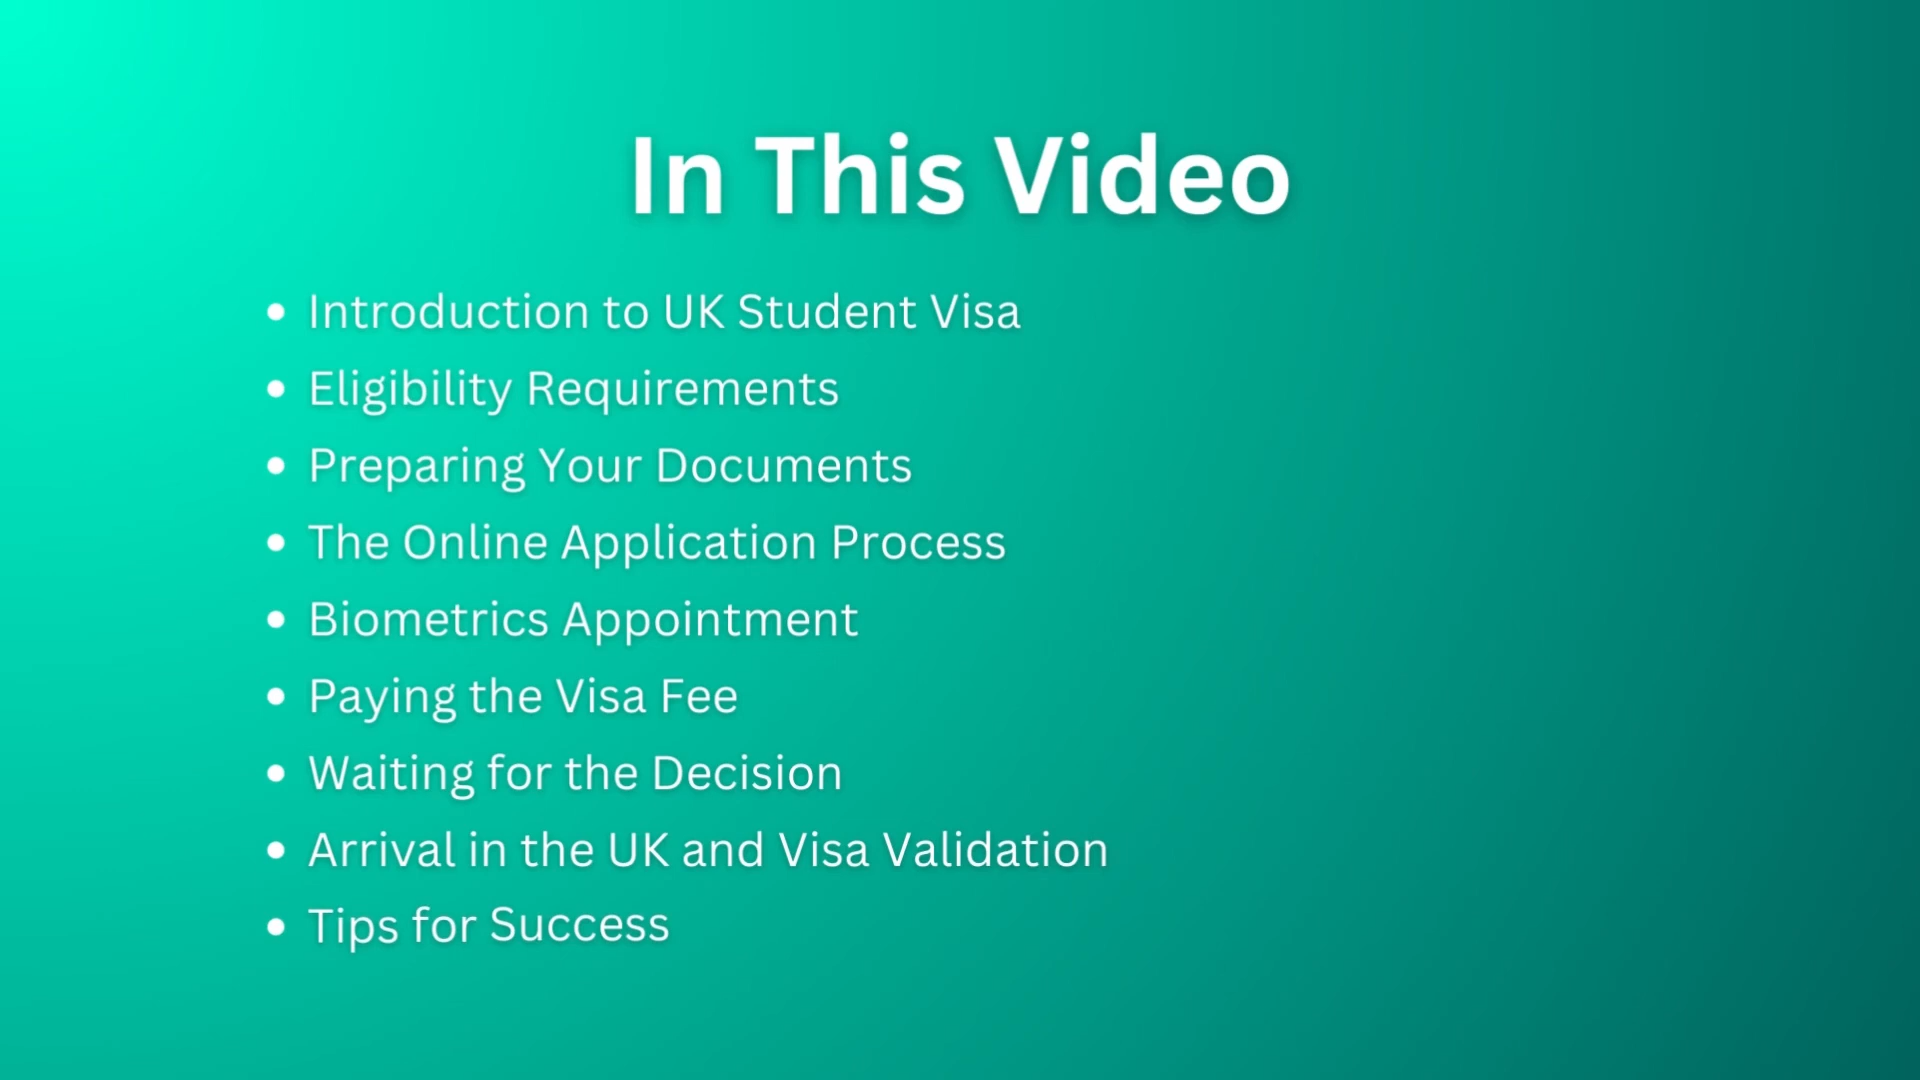 In This Video
• Introduction to UK Student Visa
• Eligibility Requirements
• Preparing Your Documents
• The Online Application Process
• Biometrics Appointment
• Paying the Visa Fee
• Waiting for the Decision
• Arrival in the UK and Visa Validation
• Tips for Success